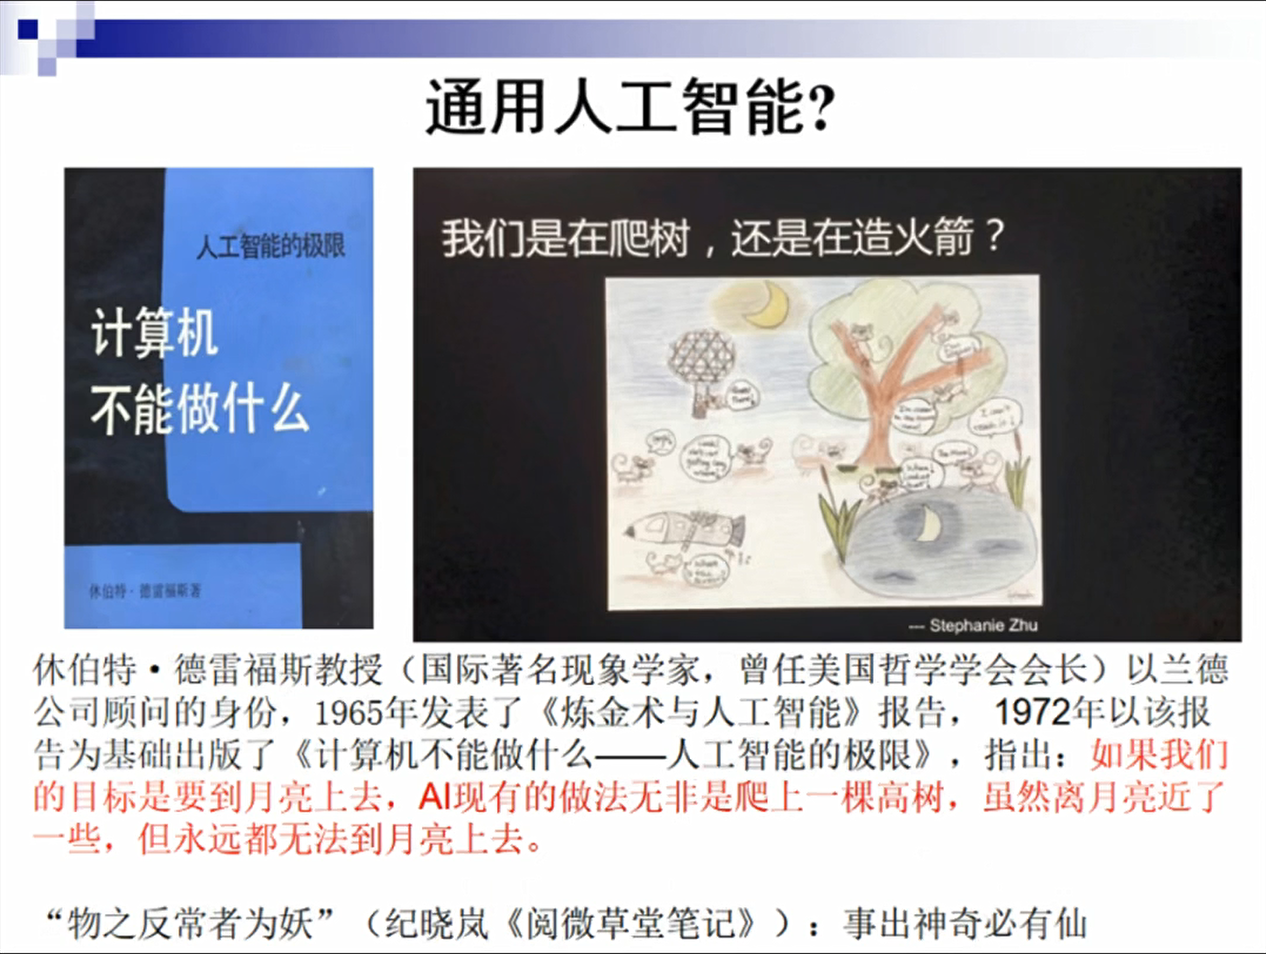 通用人工智能?
人工智能的极限
计算机
不能做什么
休伯特·德雷福斯著
我们是在爬树，还是在造火箭？
I can't
reach it!
--- Stephanie Zhu
休伯特·德雷福斯教授（国际著名现象学家，曾任美国哲学学会会长）以兰德
公司顾问的身份，1965年发表了《炼金术与人工智能》报告， 1972年以该报
告为基础出版了《计算机不能做什么——人工智能的极限》，指出：如果我们
的目标是要到月亮上去，AI现有的做法无非是爬上一棵高树，虽然离月亮近了
一些，但永远都无法到月亮上去。
“物之反常者为妖”（纪晓岚《阅微草堂笔记》）：事出神奇必有仙